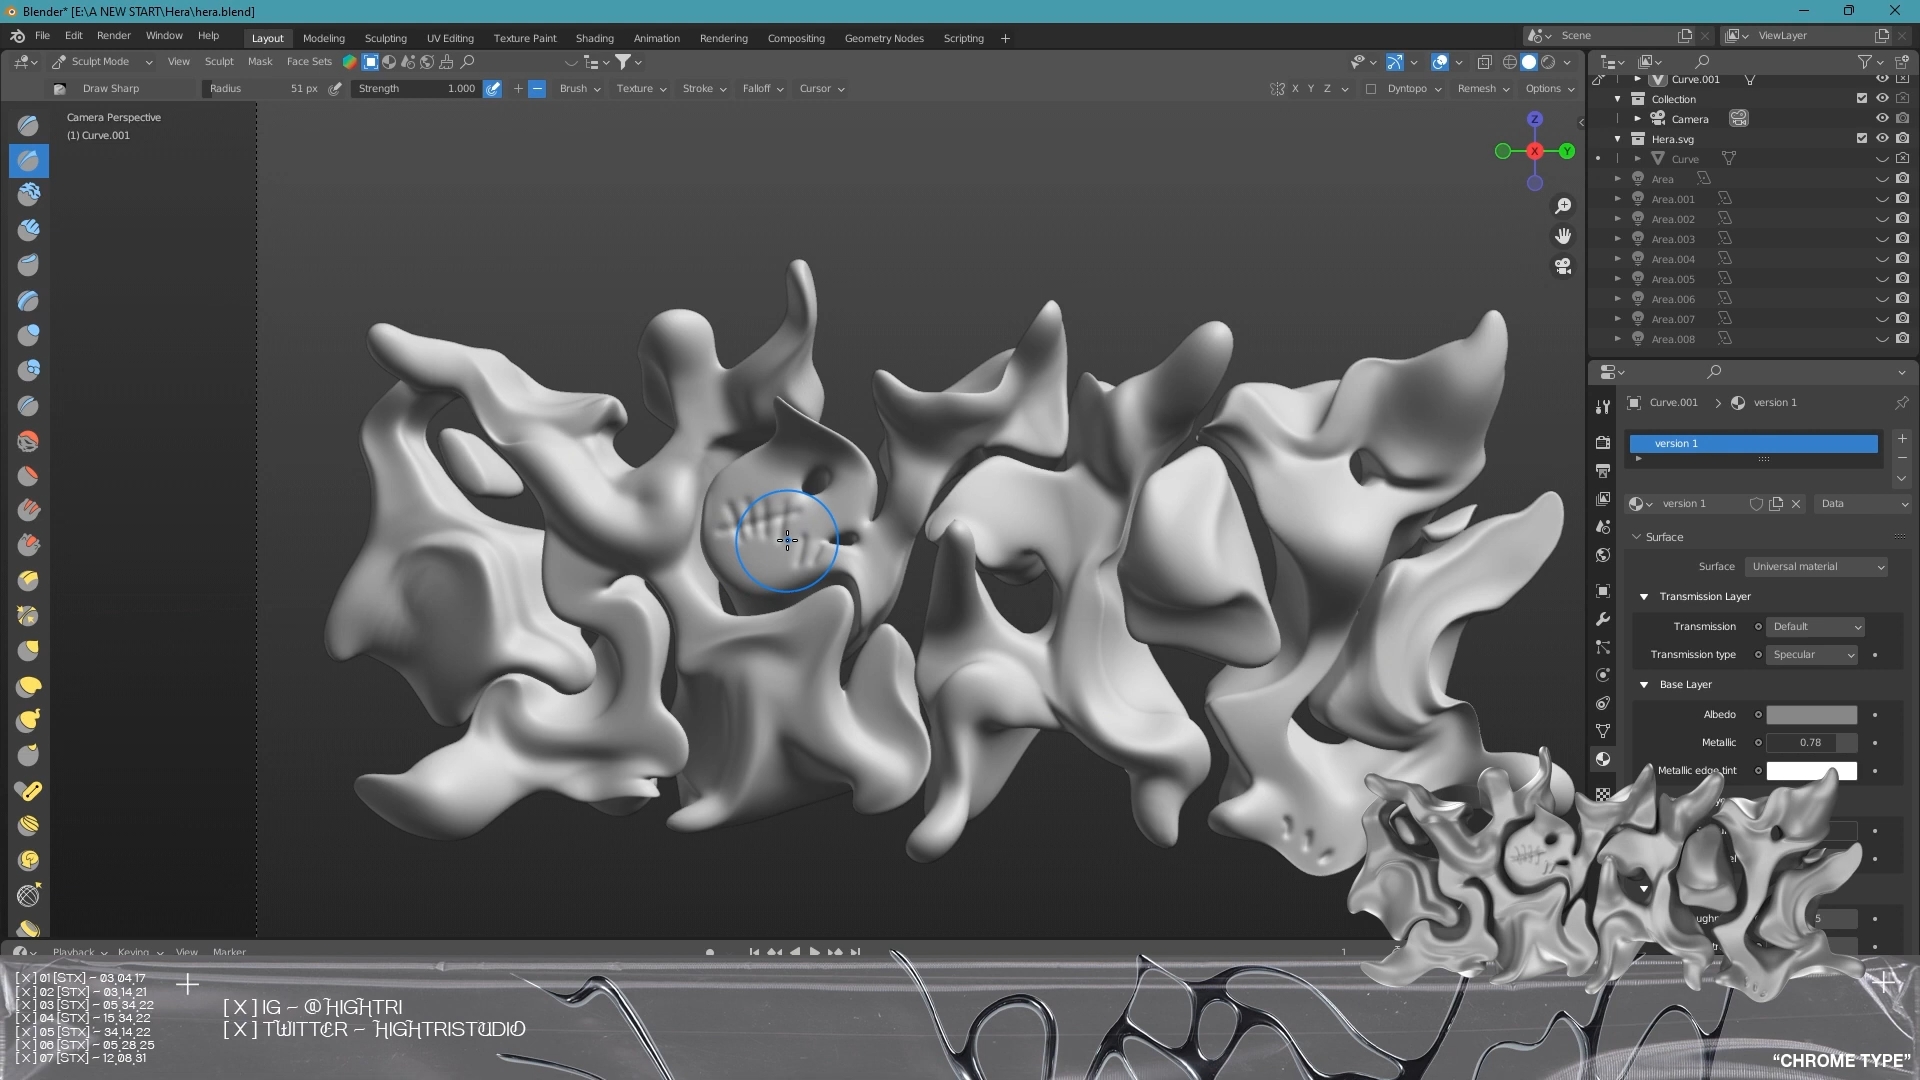 Blender* [E:\A NEW START\Hera\hera.blend]
File Edit Render Window Help Layout Modeling Sculpting UV Editing Texture Paint Shading Animation Rendering Compositing Geometry Nodes Scripting +
Scene ViewLayer
Sculpt Mode View Sculpt Mask Face Sets
Draw Sharp Radius 51 px Strength 1.000 Brush Texture Stroke Falloff Cursor X Y Z Dyntopo Remesh Options
Camera Perspective
(1) Curve.001
Z
X
Y
Curve.001
Collection
Camera
Hera.svg
Curve
Area
Area.001
Area.002
Area.003
Area.004
Area.005
Area.006
Area.007
Area.008
Curve.001 > version 1
version 1
version 1 Data
Surface
Surface Universal material
Transmission Layer
Transmission Default
Transmission type Specular
Base Layer
Albedo
Metallic 0.78
Metallic edge tint
Playback Keying View Marker 1
[X] 01 [STX] – 03,04,17
[X] 02 [STX] – 03,14,21
[X] 03 [STX] – 05,34,22
[X] 04 [STX] – 15,34,22
[X] 05 [STX] – 34,14,22
[X] 06 [STX] – 05,28,25
[X] 07 [STX] – 12,08,31
[X] IG – @HIGHTRI
[X] TWITTER – HIGHTRISTUDIO
“CHROME TYPE”